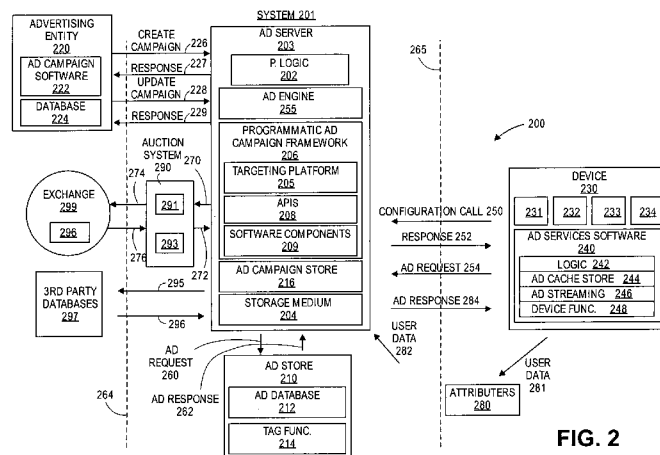 SYSTEM 201
ADVERTISING
ENTITY
220
AD CAMPAIGN
SOFTWARE
222
DATABASE
224
CREATE
CAMPAIGN
226
RESPONSE
227
UPDATE
CAMPAIGN
228
RESPONSE
229
AD SERVER
203
P. LOGIC
202
AD ENGINE
255
PROGRAMMATIC AD
CAMPAIGN FRAMEWORK
206
TARGETING PLATFORM
205
APIS
208
SOFTWARE COMPONENTS
209
AD CAMPAIGN STORE
216
STORAGE MEDIUM
204
AUCTION
SYSTEM
290
291
293
274
270
276
272
EXCHANGE
299
296
3RD PARTY
DATABASES
297
295
296
264
265
200
AD
REQUEST
260
AD RESPONSE
262
AD STORE
210
AD DATABASE
212
TAG FUNC.
214
CONFIGURATION CALL 250
RESPONSE 252
AD REQUEST 254
AD RESPONSE 284
USER
DATA
282
DEVICE
230
231
232
233
234
AD SERVICES SOFTWARE
240
LOGIC 242
AD CACHE STORE 244
AD STREAMING 246
DEVICE FUNC. 248
USER
DATA
281
ATTRIBUTERS
280
FIG. 2